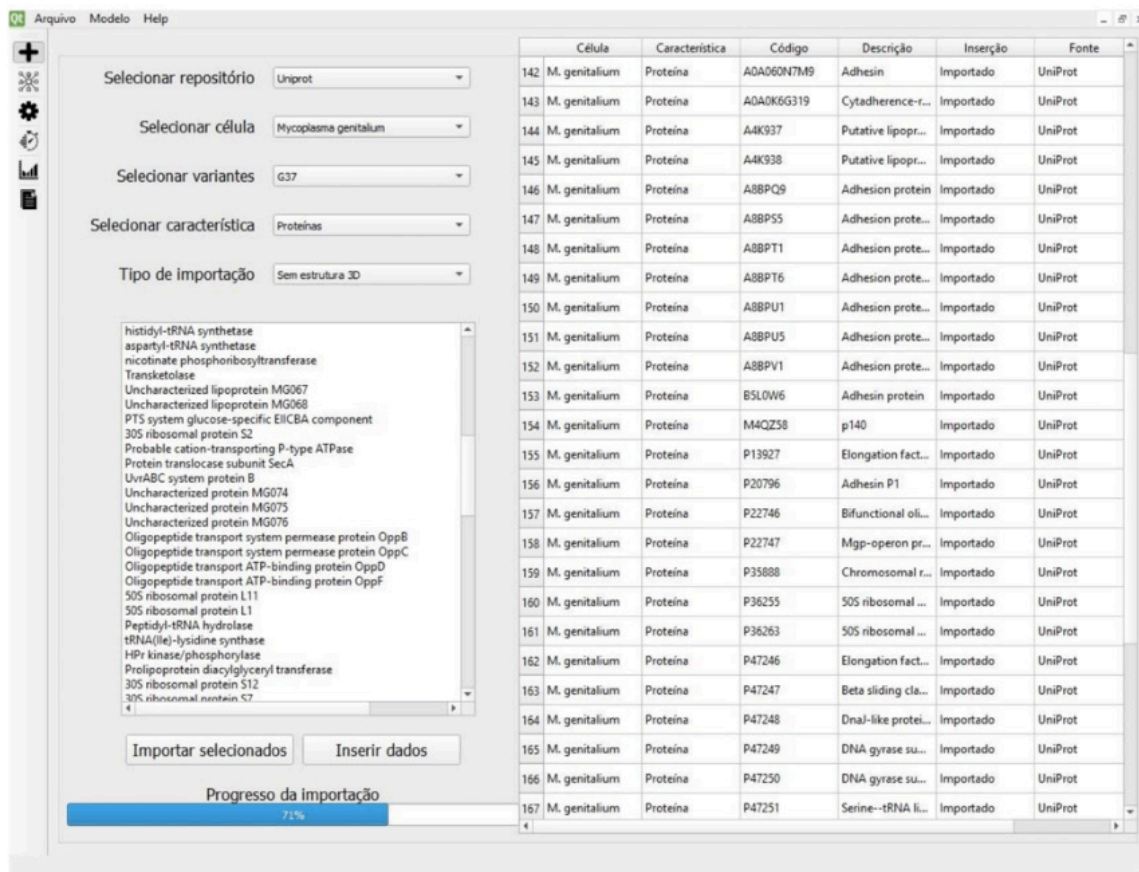 Qt Arquivo Modelo Help
Selecionar repositório Uniprot
Selecionar célula Mycoplasma genitalium
Selecionar variantes G37
Selecionar característica Proteínas
Tipo de importação Sem estrutura 3D
histidyl-tRNA synthetase
aspartyl-tRNA synthetase
nicotinate phosphoribosyltransferase
Transketolase
Uncharacterized lipoprotein MG067
Uncharacterized lipoprotein MG068
PTS system glucose-specific EIICBA component
30S ribosomal protein S2
Probable cation-transporting P-type ATPase
Protein translocase subunit SecA
UvrABC system protein B
Uncharacterized protein MG074
Uncharacterized protein MG075
Uncharacterized protein MG076
Oligopeptide transport system permease protein OppB
Oligopeptide transport system permease protein OppC
Oligopeptide transport ATP-binding protein OppD
Oligopeptide transport ATP-binding protein OppF
50S ribosomal protein L11
50S ribosomal protein L1
Peptidyl-tRNA hydrolase
tRNA(Ile)-lysidine synthase
HPr kinase/phosphorylase
Prolipoprotein diacylglyceryl transferase
30S ribosomal protein S12
30S ribosomal protein S7
Importar selecionados Inserir dados
Progresso da importação
71%
Célula Característica Código Descrição Inserção Fonte
142 M. genitalium Proteína A0A060N7M9 Adhesin Importado UniProt
143 M. genitalium Proteína A0A0K6G319 Cytadherence-r... Importado UniProt
144 M. genitalium Proteína A4K937 Putative lipopr... Importado UniProt
145 M. genitalium Proteína A4K938 Putative lipopr... Importado UniProt
146 M. genitalium Proteína A8BPQ9 Adhesion protein Importado UniProt
147 M. genitalium Proteína A8BPS5 Adhesion prote... Importado UniProt
148 M. genitalium Proteína A8BPT1 Adhesion prote... Importado UniProt
149 M. genitalium Proteína A8BPT6 Adhesion prote... Importado UniProt
150 M. genitalium Proteína A8BPU1 Adhesion prote... Importado UniProt
151 M. genitalium Proteína A8BPU5 Adhesion prote... Importado UniProt
152 M. genitalium Proteína A8BPV1 Adhesion prote... Importado UniProt
153 M. genitalium Proteína B5L0W6 Adhesin protein Importado UniProt
154 M. genitalium Proteína M4QZ58 p140 Importado UniProt
155 M. genitalium Proteína P13927 Elongation fact... Importado UniProt
156 M. genitalium Proteína P20796 Adhesin P1 Importado UniProt
157 M. genitalium Proteína P22746 Bifunctional oli... Importado UniProt
158 M. genitalium Proteína P22747 Mgp-operon pr... Importado UniProt
159 M. genitalium Proteína P35888 Chromosomal r... Importado UniProt
160 M. genitalium Proteína P36255 50S ribosomal ... Importado UniProt
161 M. genitalium Proteína P36263 50S ribosomal ... Importado UniProt
162 M. genitalium Proteína P47246 Elongation fact... Importado UniProt
163 M. genitalium Proteína P47247 Beta sliding cla... Importado UniProt
164 M. genitalium Proteína P47248 DnaJ-like protei... Importado UniProt
165 M. genitalium Proteína P47249 DNA gyrase su... Importado UniProt
166 M. genitalium Proteína P47250 DNA gyrase su... Importado UniProt
167 M. genitalium Proteína P47251 Serine--tRNA li... Importado UniProt